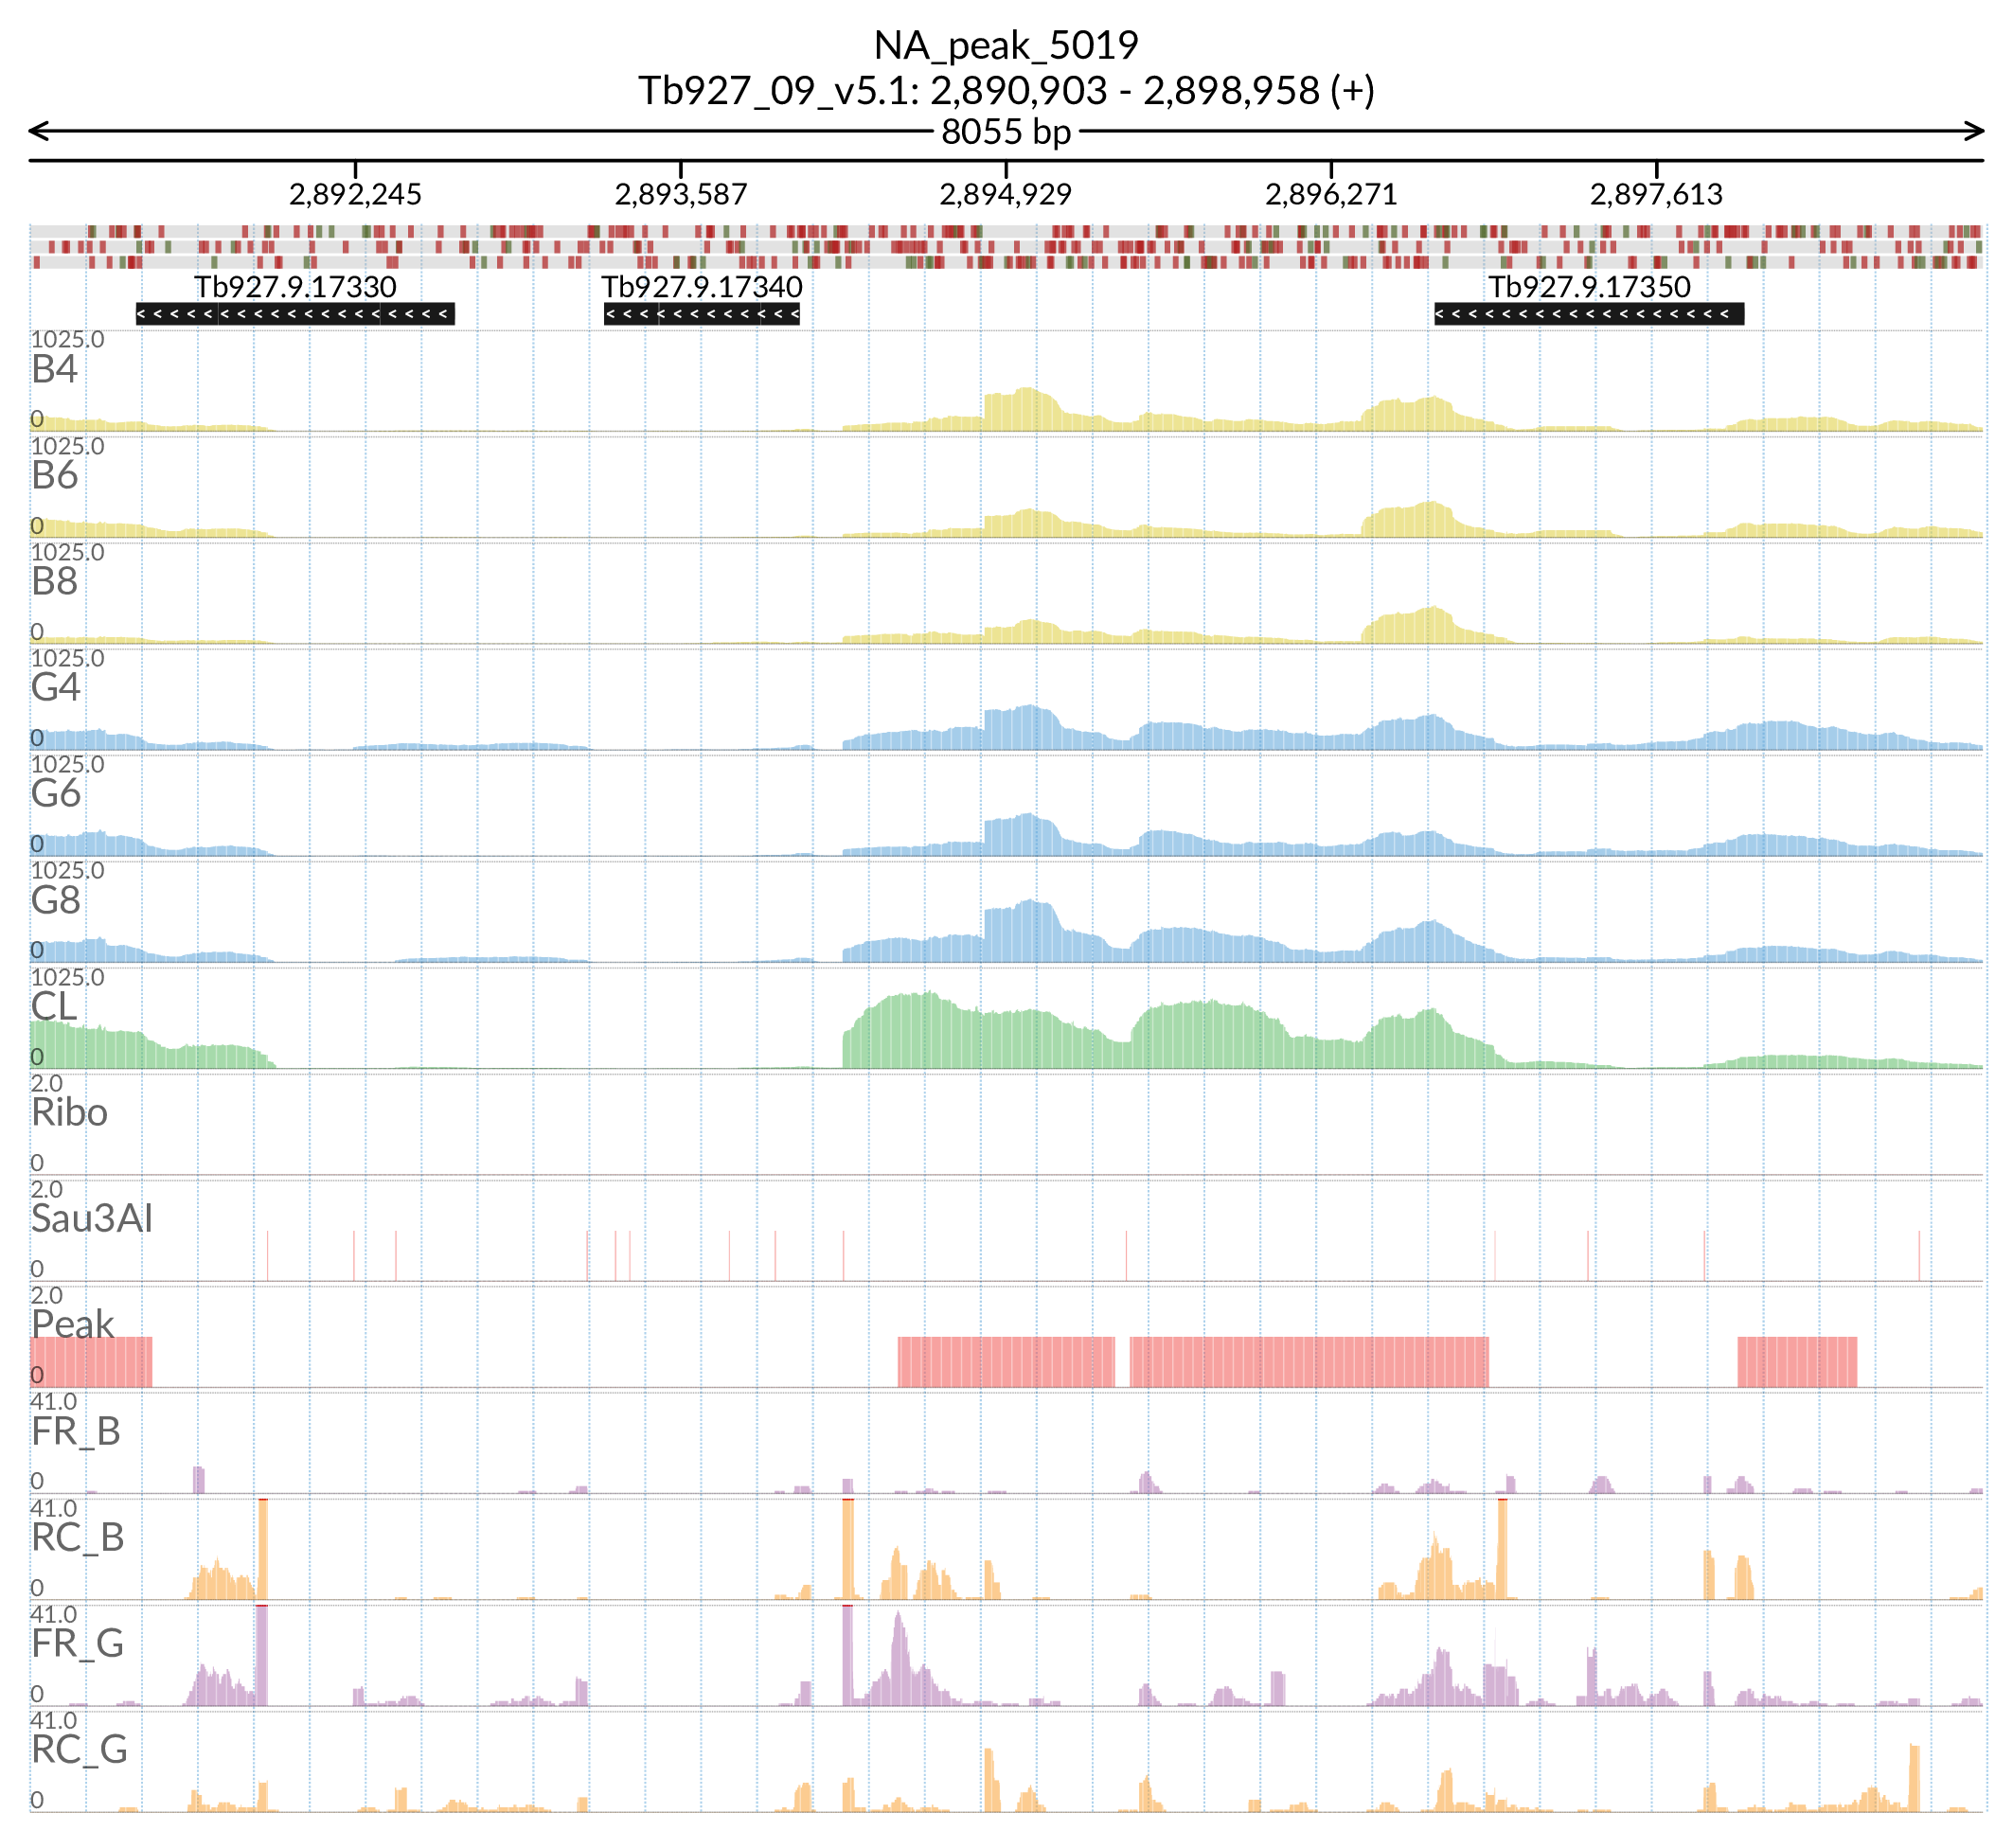 NA_peak_5019
Tb927_09_v5.1: 2,890,903 - 2,898,958 (+)
8055 bp
2,892,245 2,893,587 2,894,929 2,896,271 2,897,613
Tb927.9.17330 Tb927.9.17340 Tb927.9.17350
1025.0
B4
0
1025.0
B6
0
1025.0
B8
0
1025.0
G4
0
1025.0
G6
0
1025.0
G8
0
1025.0
CL
0
2.0
Ribo
0
2.0
Sau3AI
0
2.0
Peak
0
41.0
FR_B
0
41.0
RC_B
0
41.0
FR_G
0
41.0
RC_G
0